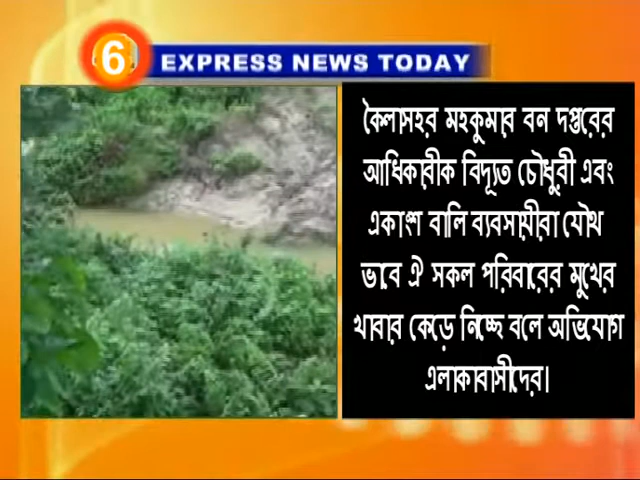 6
EXPRESS NEWS TODAY
কৈলাসহর মহকুমার বন দপ্তরের
আধিকারীক বিদ্যূত চৌধুরী এবং
একাংশ বালি ব্যবসায়ীরা যৌথ
ভাবে ঐ সকল পরিবারের মুখের
খাবার কেড়ে নিচ্ছে বলে অভিযোগ
এলাকাবাসীদের।